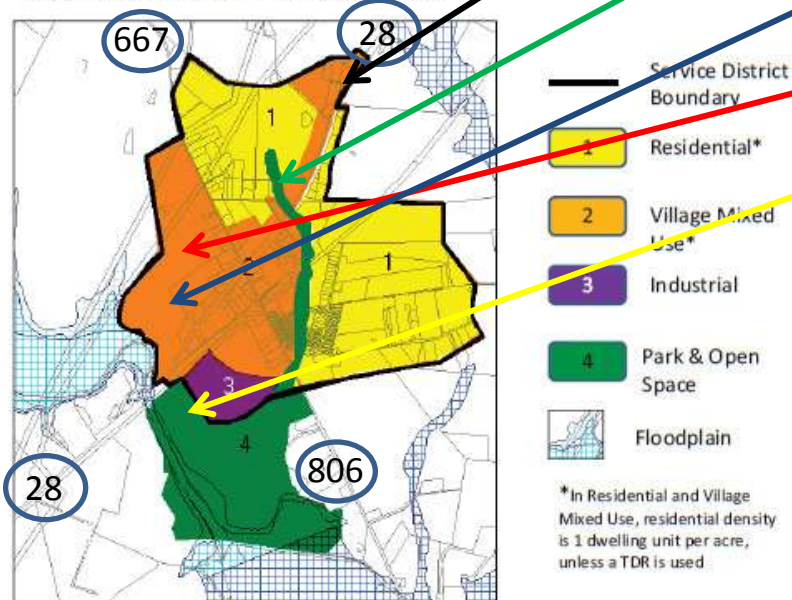 667
28
1
2
1
3
4
28
806
Service District
Boundary
1 Residential*
2 Village Mixed
Use*
3 Industrial
4 Park & Open
Space
Floodplain
*In Residential and Village
Mixed Use, residential density
is 1 dwelling unit per acre,
unless a TDR is used